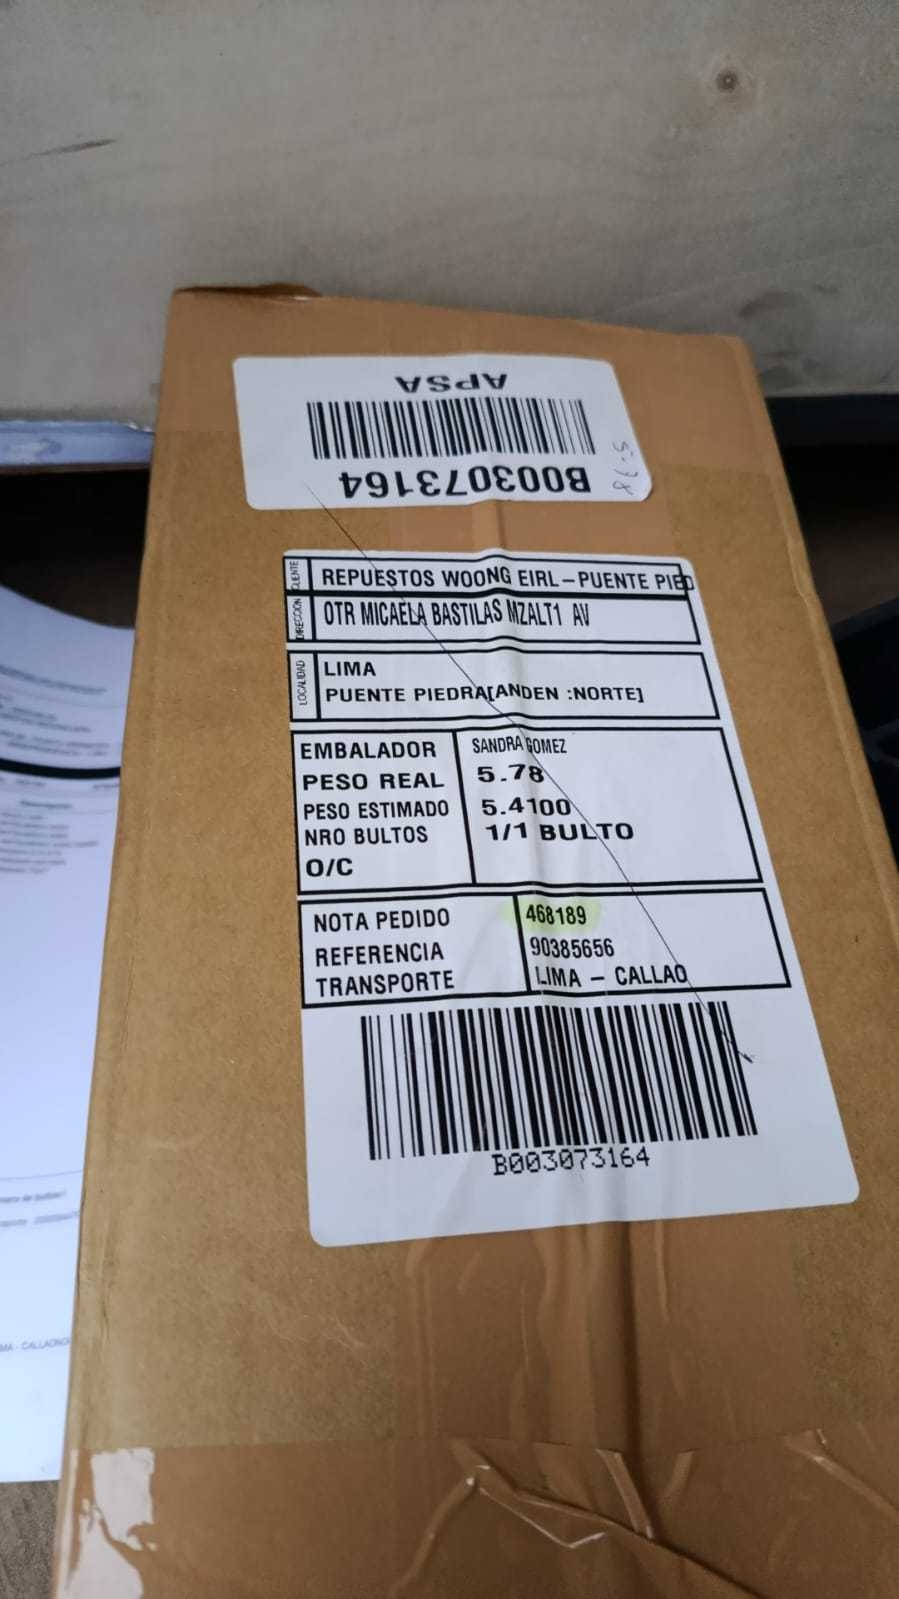 APSA
B003073164
CLIENTE
REPUESTOS WOONG EIRL-PUENTE PIED
DIRECCION
OTR MICAELA BASTILAS MZALT1 AV
LOCALIDAD
LIMA
PUENTE PIEDRA[ANDEN :NORTE]
EMBALADOR SANDRA GOMEZ
PESO REAL 5.78
PESO ESTIMADO 5.4100
NRO BULTOS 1/1 BULTO
O/C
NOTA PEDIDO 468189
REFERENCIA 90385656
TRANSPORTE LIMA - CALLAO
B003073164